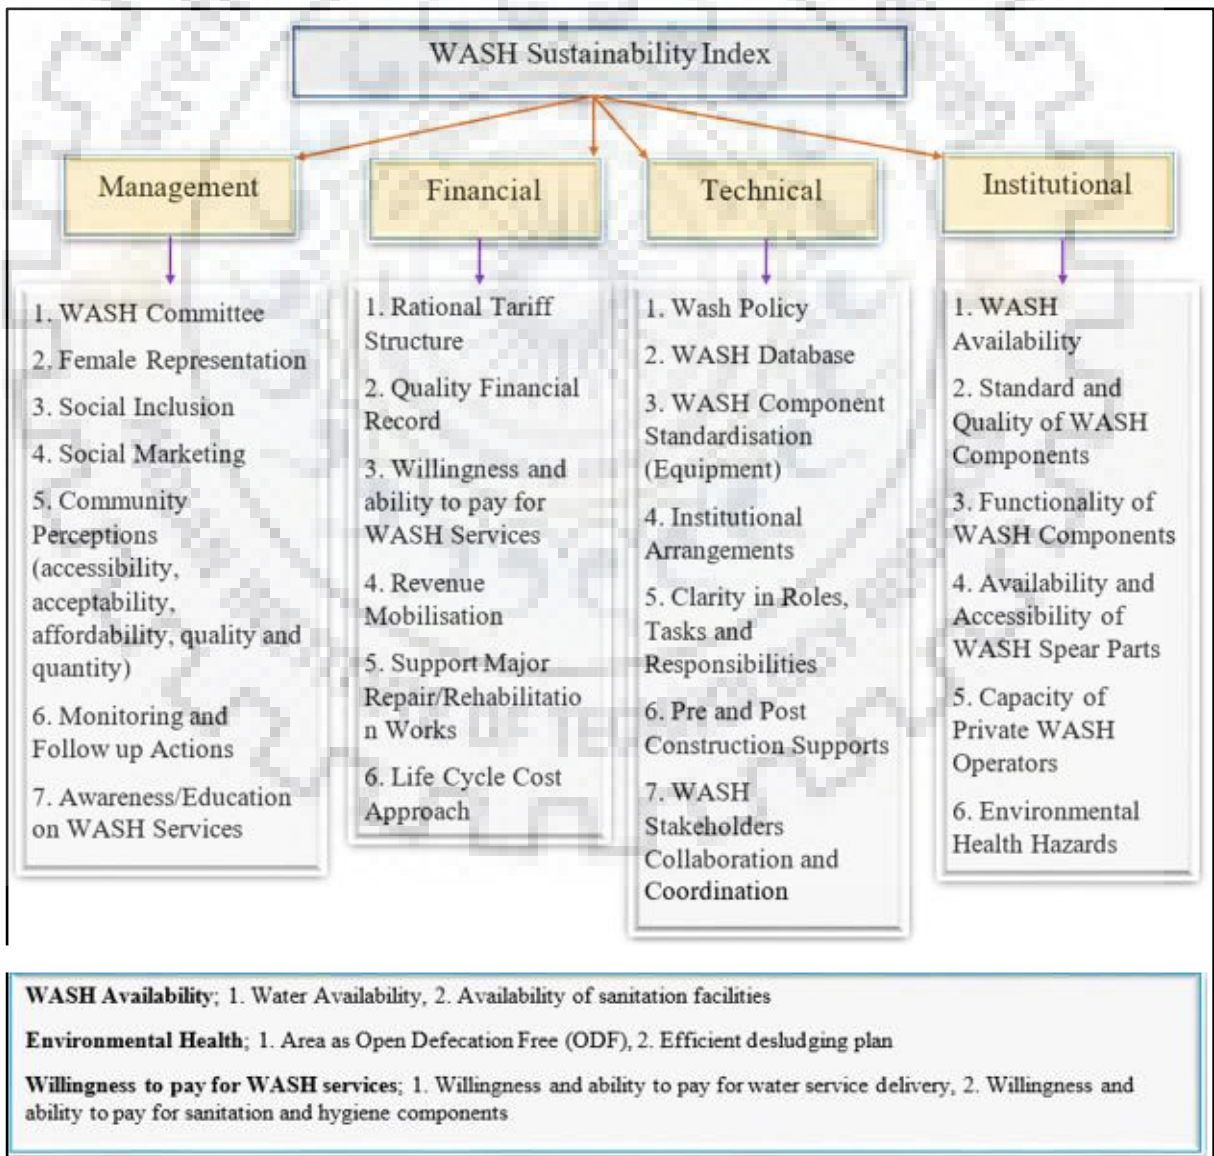 WASH Sustainability Index
Management
Financial
Technical
Institutional
1. WASH Committee
2. Female Representation
3. Social Inclusion
4. Social Marketing
5. Community
Perceptions
(accessibility,
acceptability,
affordability, quality and
quantity)
6. Monitoring and
Follow up Actions
7. Awareness/Education
on WASH Services
1. Rational Tariff
Structure
2. Quality Financial
Record
3. Willingness and
ability to pay for
WASH Services
4. Revenue
Mobilisation
5. Support Major
Repair/Rehabilitatio
n Works
6. Life Cycle Cost
Approach
1. Wash Policy
2. WASH Database
3. WASH Component
Standardisation
(Equipment)
4. Institutional
Arrangements
5. Clarity in Roles,
Tasks and
Responsibilities
6. Pre and Post
Construction Supports
7. WASH
Stakeholders
Collaboration and
Coordination
1. WASH
Availability
2. Standard and
Quality of WASH
Components
3. Functionality of
WASH Components
4. Availability and
Accessibility of
WASH Spear Parts
5. Capacity of
Private WASH
Operators
6. Environmental
Health Hazards
WASH Availability; 1. Water Availability, 2. Availability of sanitation facilities
Environmental Health; 1. Area as Open Defecation Free (ODF), 2. Efficient desludging plan
Willingness to pay for WASH services; 1. Willingness and ability to pay for water service delivery, 2. Willingness and
ability to pay for sanitation and hygiene components